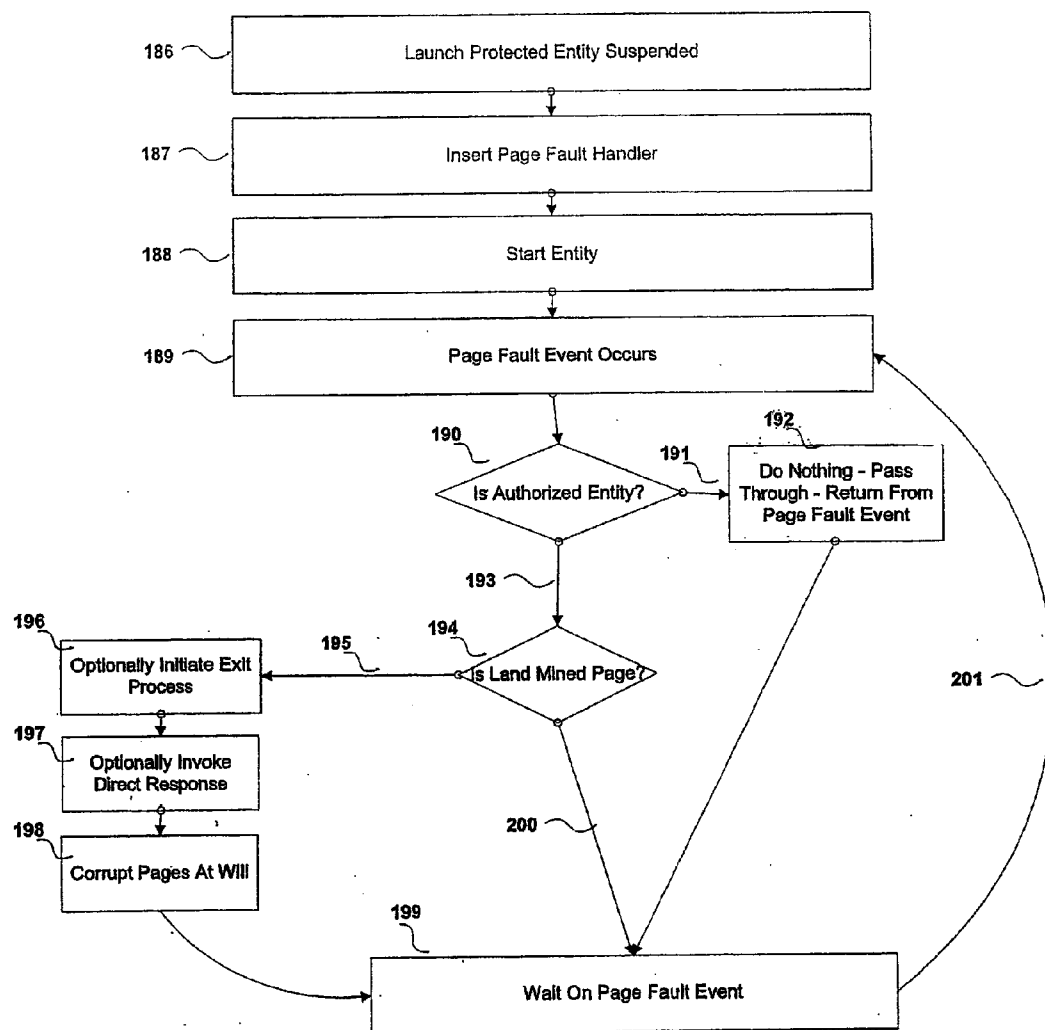 186
Launch Protected Entity Suspended
187
Insert Page Fault Handler
188
Start Entity
189
Page Fault Event Occurs
190
Is Authorized Entity?
191
192
Do Nothing - Pass
Through - Return From
Page Fault Event
193
194
Is Land Mined Page?
195
196
Optionally Initiate Exit
Process
197
Optionally Invoke
Direct Response
198
Corrupt Pages At Will
200
201
199
Wait On Page Fault Event